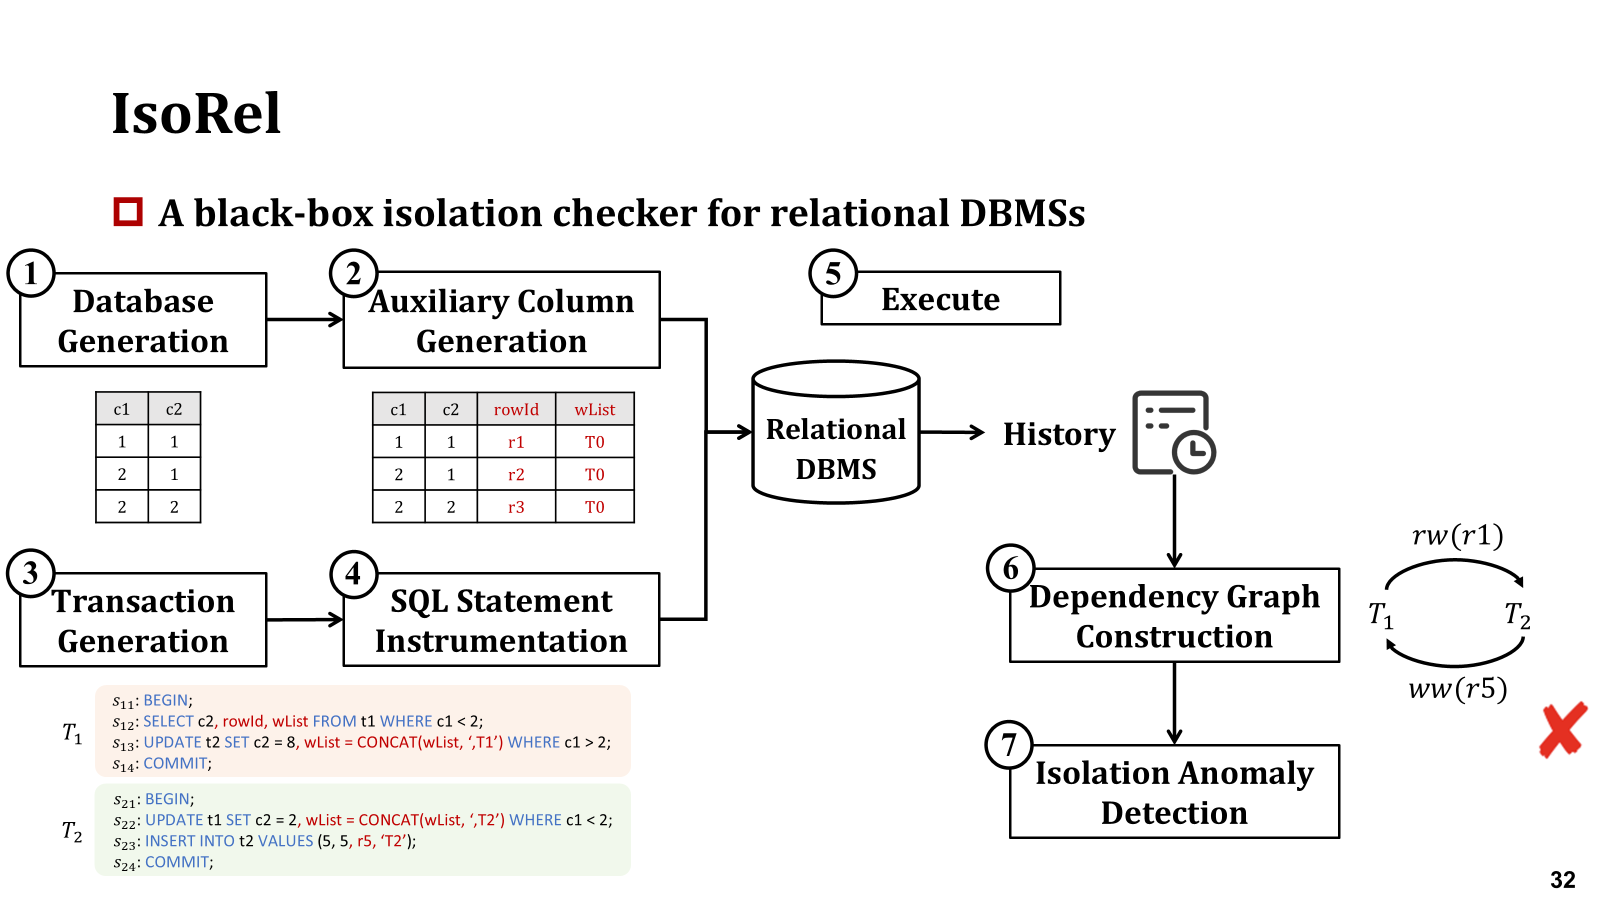 IsoRel
A black-box isolation checker for relational DBMSs
1
Database
Generation
2
Auxiliary Column
Generation
5
Execute
c1 c2
1 1
2 1
2 2
c1 c2 rowId wList
1 1 r1 T0
2 1 r2 T0
2 2 r3 T0
Relational
DBMS
History
3
Transaction
Generation
4
SQL Statement
Instrumentation
6
Dependency Graph
Construction
rw(r1)
T₁ T₂
ww(r5)
7
Isolation Anomaly
Detection
T₁
s₁₁: BEGIN;
s₁₂: SELECT c2, rowId, wList FROM t1 WHERE c1 < 2;
s₁₃: UPDATE t2 SET c2 = 8, wList = CONCAT(wList, ‘,T1’) WHERE c1 > 2;
s₁₄: COMMIT;
T₂
s₂₁: BEGIN;
s₂₂: UPDATE t1 SET c2 = 2, wList = CONCAT(wList, ‘,T2’) WHERE c1 < 2;
s₂₃: INSERT INTO t2 VALUES (5, 5, r5, ‘T2’);
s₂₄: COMMIT;
32